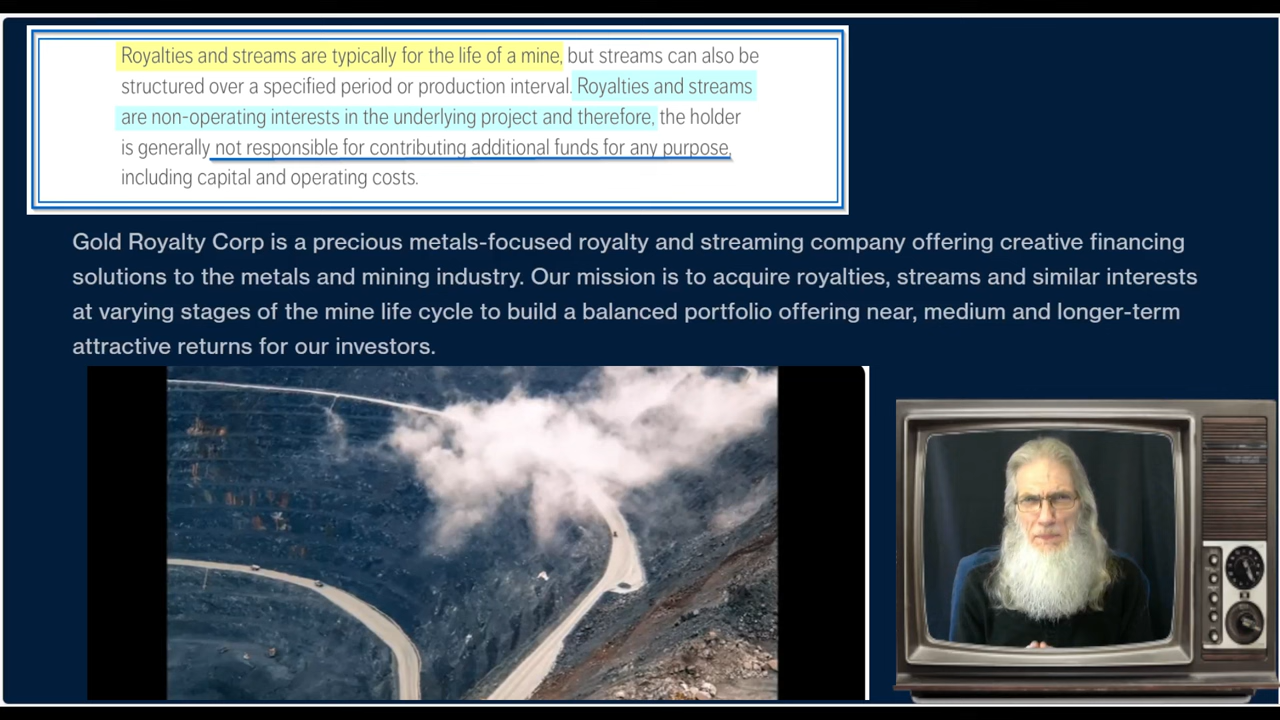 Royalties and streams are typically for the life of a mine, but streams can also be
structured over a specified period or production interval. Royalties and streams
are non-operating interests in the underlying project and therefore, the holder
is generally not responsible for contributing additional funds for any purpose,
including capital and operating costs.
Gold Royalty Corp is a precious metals-focused royalty and streaming company offering creative financing
solutions to the metals and mining industry. Our mission is to acquire royalties, streams and similar interests
at varying stages of the mine life cycle to build a balanced portfolio offering near, medium and longer-term
attractive returns for our investors.